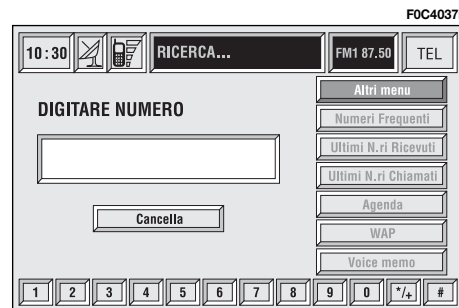 F0C4037
10:30 RICERCA... FM1 87.50 TEL
Altri menu
DIGITARE NUMERO
Numeri Frequenti
Ultimi N.ri Ricevuti
Ultimi N.ri Chiamati
Cancella
Agenda
WAP
Voice memo
1 2 3 4 5 6 7 8 9 0 */+ #